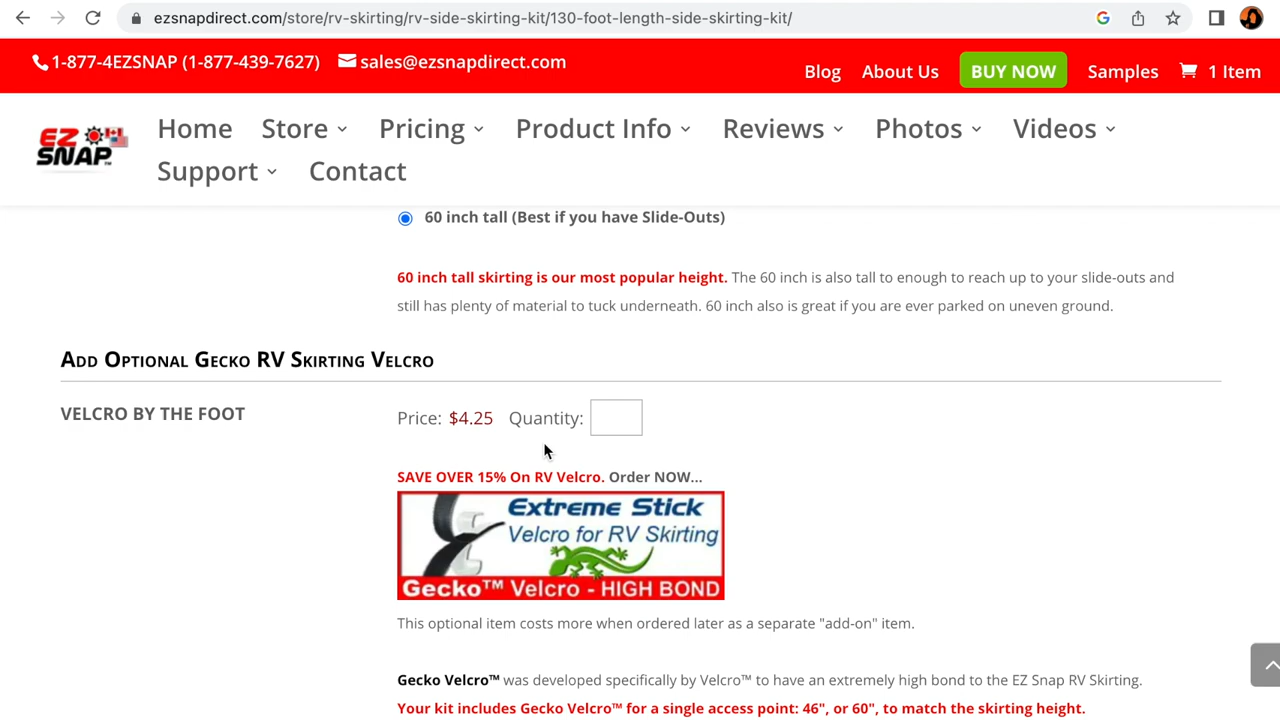 ezsnapdirect.com/store/rv-skirting/rv-side-skirting-kit/130-foot-length-side-skirting-kit/
1-877-4EZSNAP (1-877-439-7627) sales@ezsnapdirect.com
Blog About Us BUY NOW Samples 1 Item
EZ SNAP™
Home Store Pricing Product Info Reviews Photos Videos
Support Contact
60 inch tall (Best if you have Slide-Outs)
60 inch tall skirting is our most popular height. The 60 inch is also tall to enough to reach up to your slide-outs and
still has plenty of material to tuck underneath. 60 inch also is great if you are ever parked on uneven ground.
Add Optional Gecko RV Skirting Velcro
VELCRO BY THE FOOT
Price: $4.25 Quantity:
SAVE OVER 15% On RV Velcro. Order NOW...
Extreme Stick
Velcro for RV Skirting
Gecko™ Velcro - HIGH BOND
This optional item costs more when ordered later as a separate "add-on" item.
Gecko Velcro™ was developed specifically by Velcro™ to have an extremely high bond to the EZ Snap RV Skirting.
Your kit includes Gecko Velcro™ for a single access point: 46", or 60", to match the skirting height.